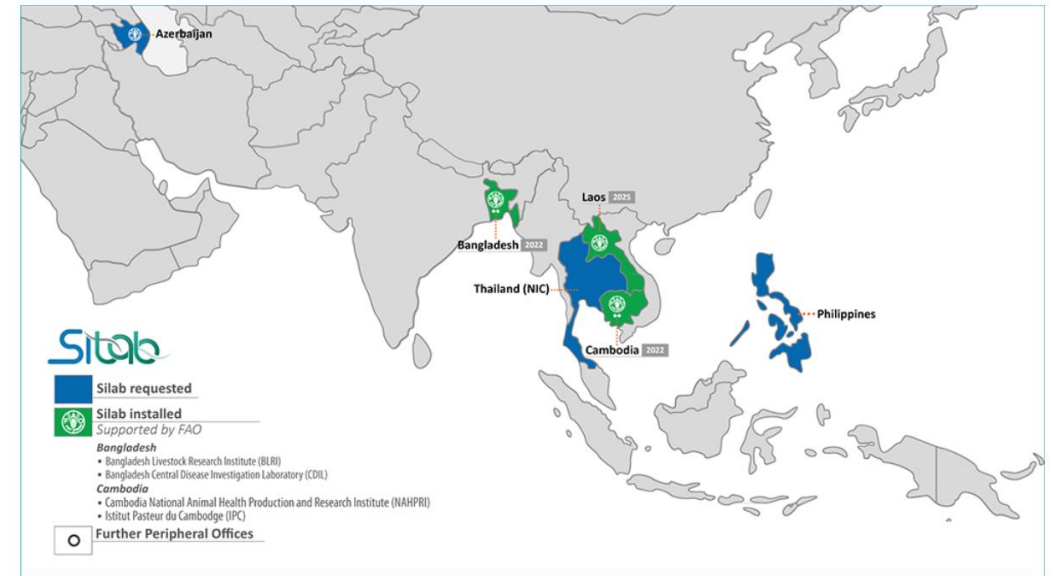 Azerbaijan
Laos 2025
Bangladesh 2022
Thailand (NIC)
Philippines
Cambodia 2022
Silab
Silab requested
Silab installed
Supported by FAO
Bangladesh
• Bangladesh Livestock Research Institute (BLRI)
• Bangladesh Central Disease Investigation Laboratory (CDIL)
Cambodia
• Cambodia National Animal Health Production and Research Institute (NAHPRI)
• Istitut Pasteur du Cambodge (IPC)
Further Peripheral Offices